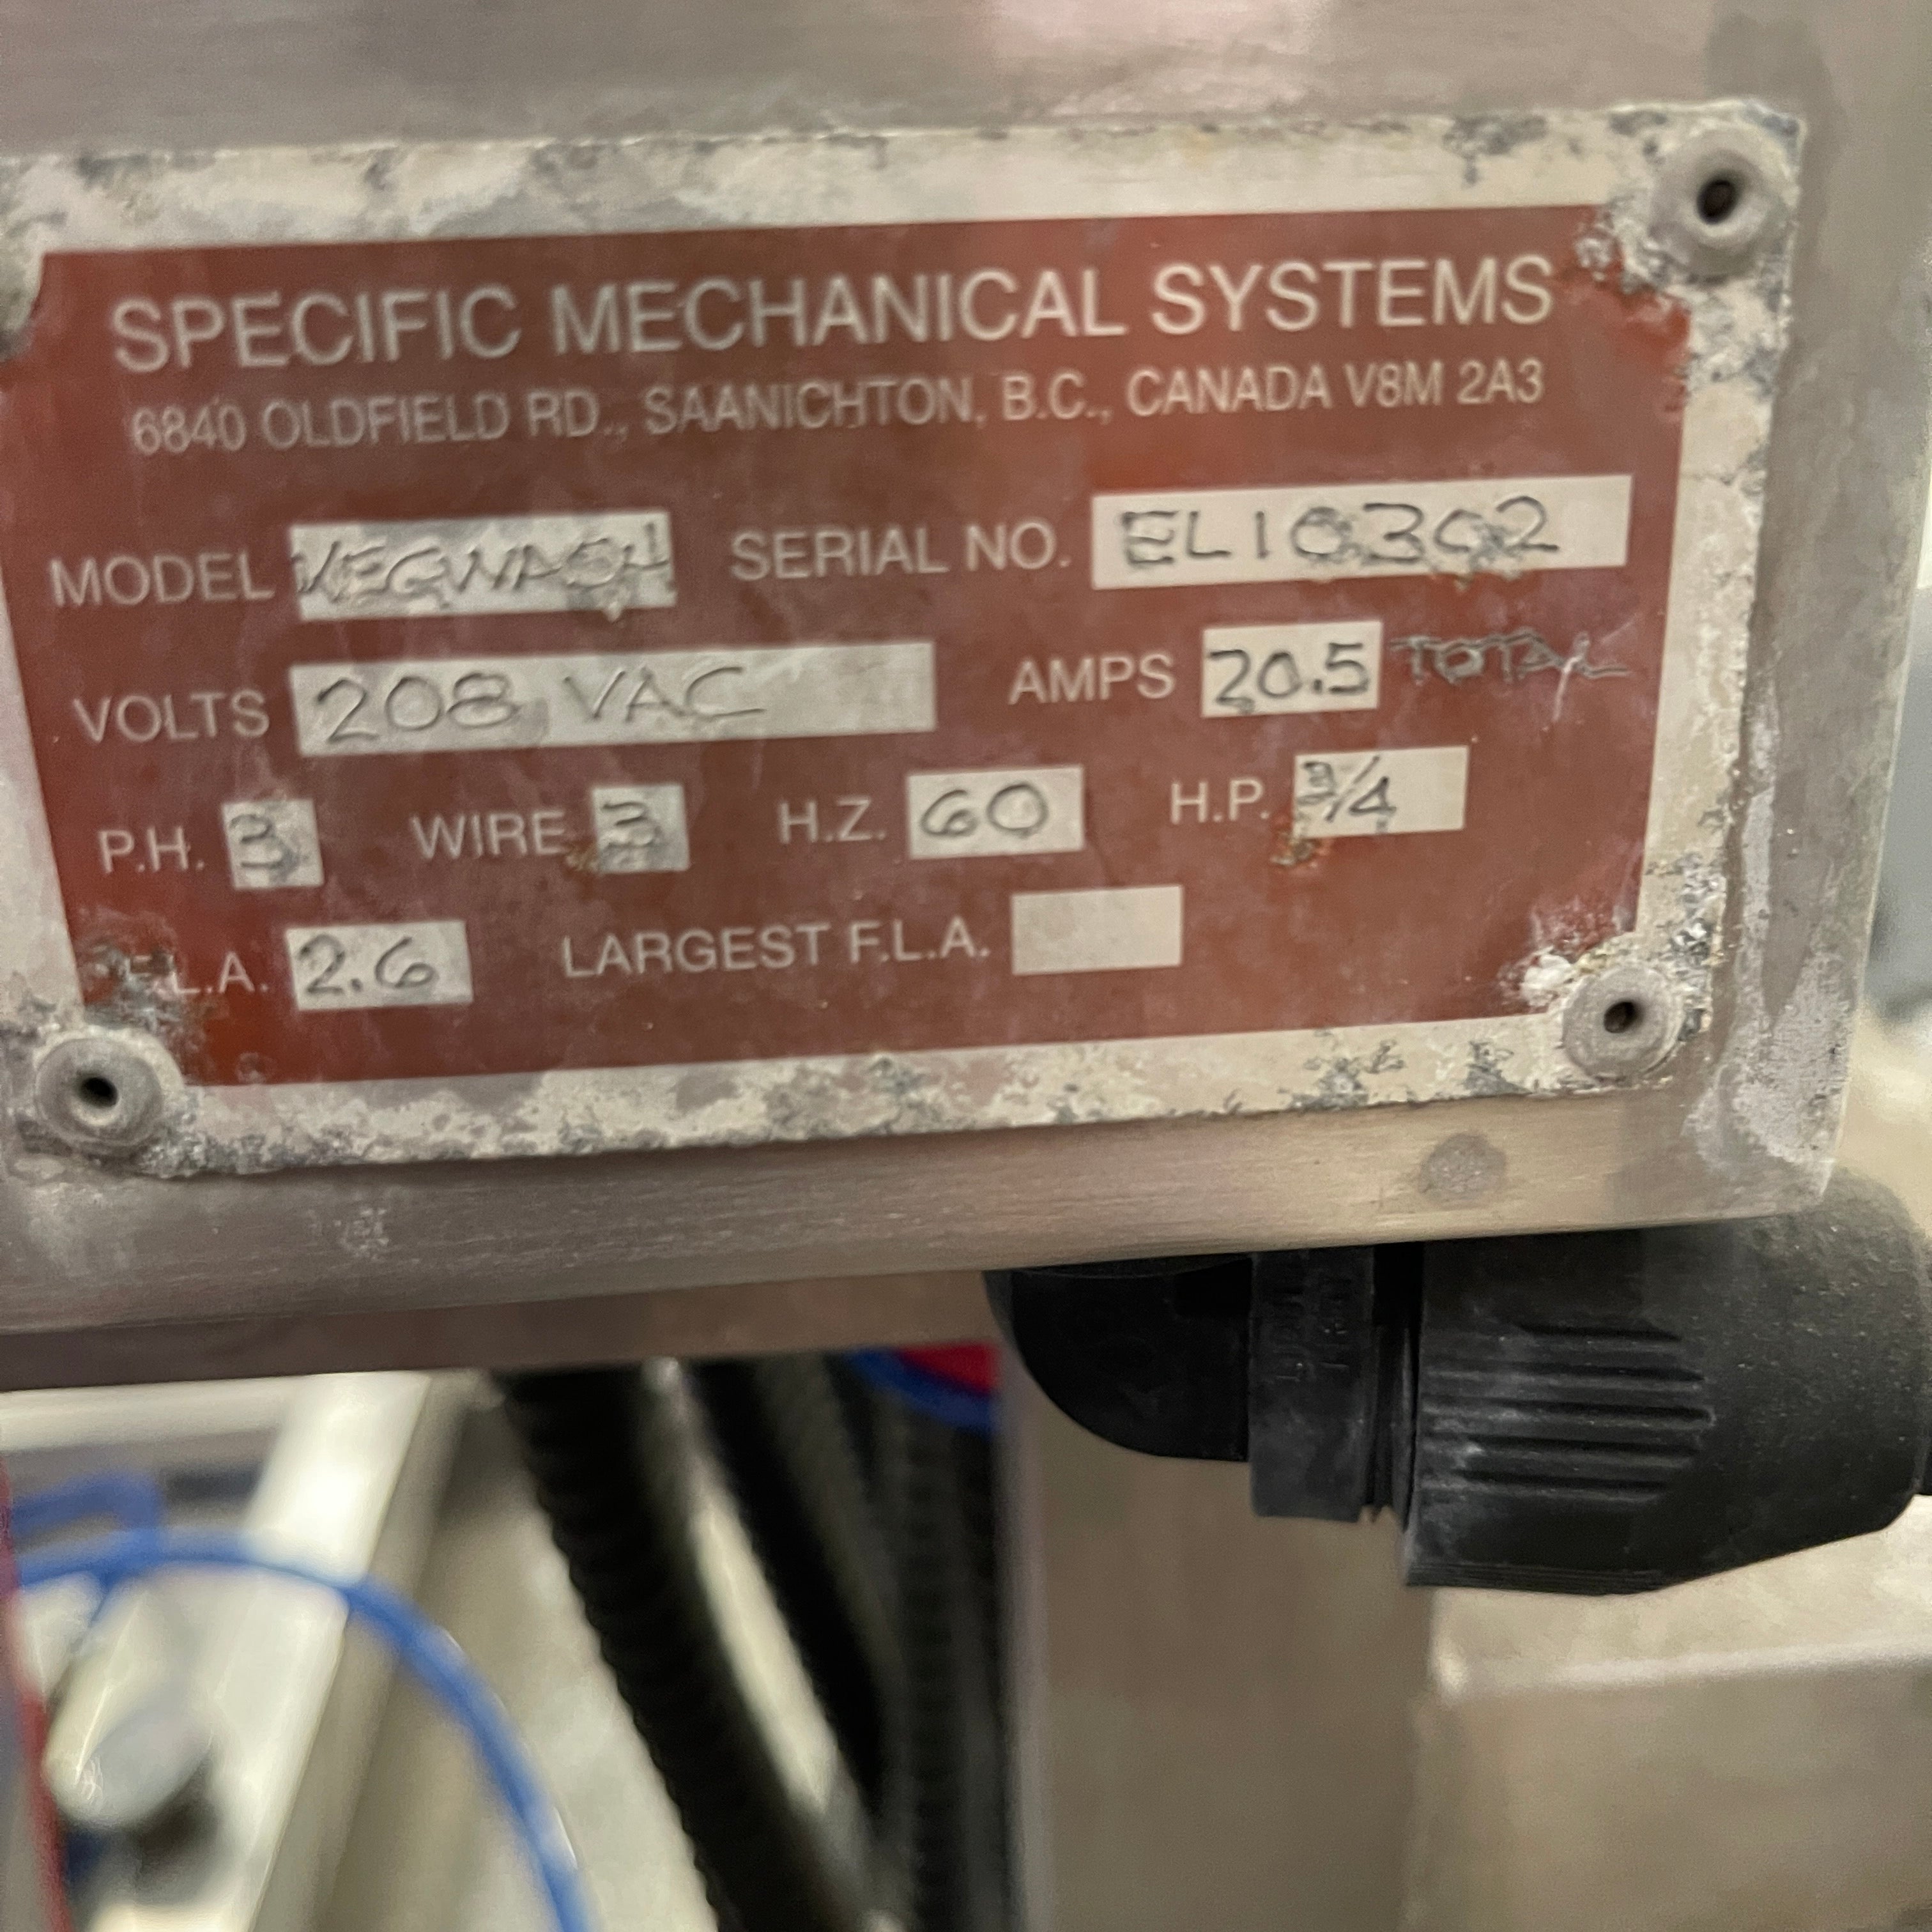 SPECIFIC MECHANICAL SYSTEMS
6840 OLDFIELD RD., SAANICHTON, B.C., CANADA V8M 2A3
MODEL VEGWASH SERIAL NO. EL10302
VOLTS 208 VAC AMPS 20.5 TOTAL
P.H. 3 WIRE 3 H.Z. 60 H.P. 3/4
F.L.A. 2.6 LARGEST F.L.A.